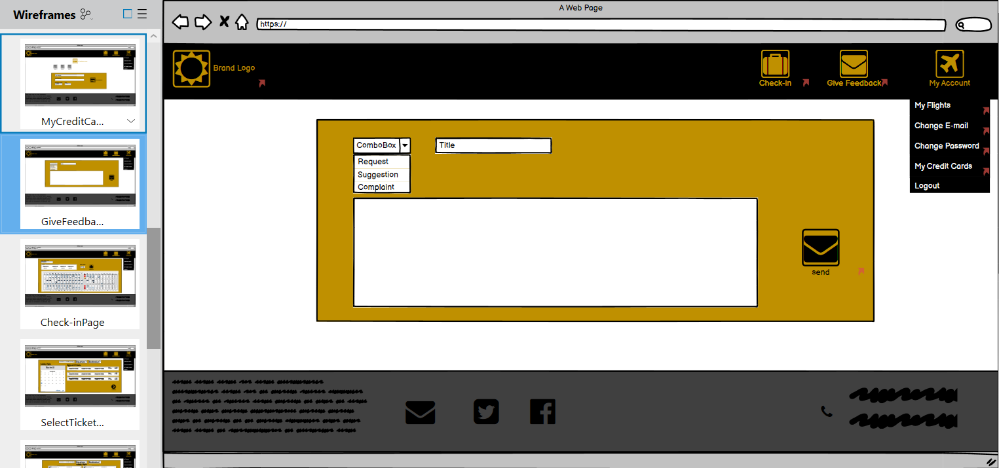 Wireframes
MyCreditCa...
GiveFeedba...
Check-inPage
SelectTicket...
A Web Page
https://
Brand Logo
Check-in
Give Feedback
My Account
My Flights
Change E-mail
Change Password
My Credit Cards
Logout
ComboBox
Title
Request
Suggestion
Complaint
send